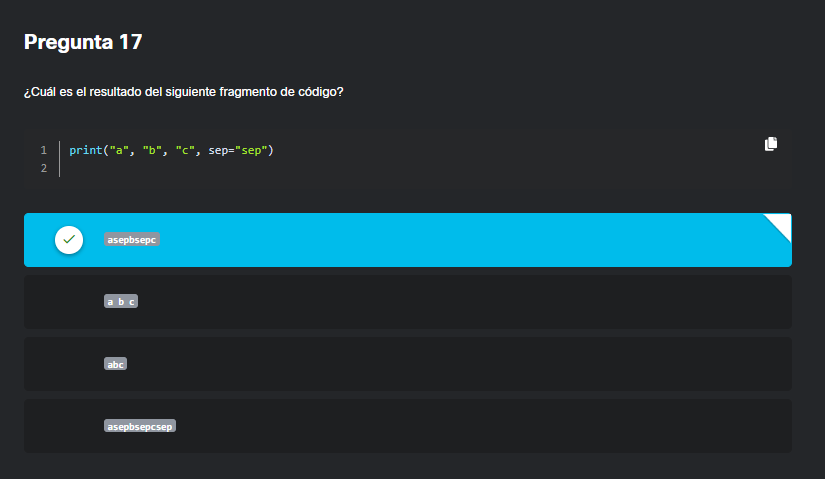 Pregunta 17
¿Cuál es el resultado del siguiente fragmento de código?
1 print("a", "b", "c", sep="sep")
2
asepbsepc
a b c
abc
asepbsepcsep